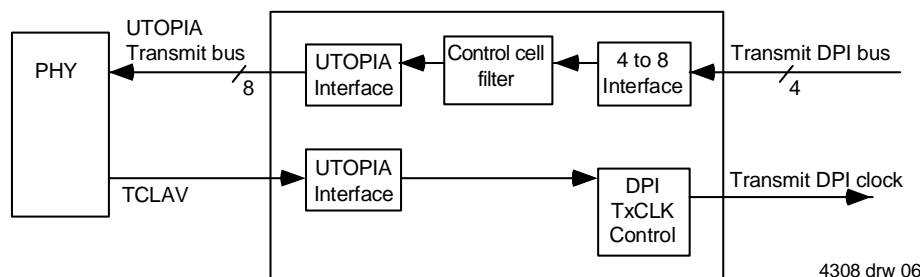 UTOPIA
Transmit bus
PHY
8
UTOPIA
Interface
Control cell
filter
4 to 8
Interface
Transmit DPI bus
4
TCLAV
UTOPIA
Interface
DPI
TxCLK
Control
Transmit DPI clock
4308 drw 06